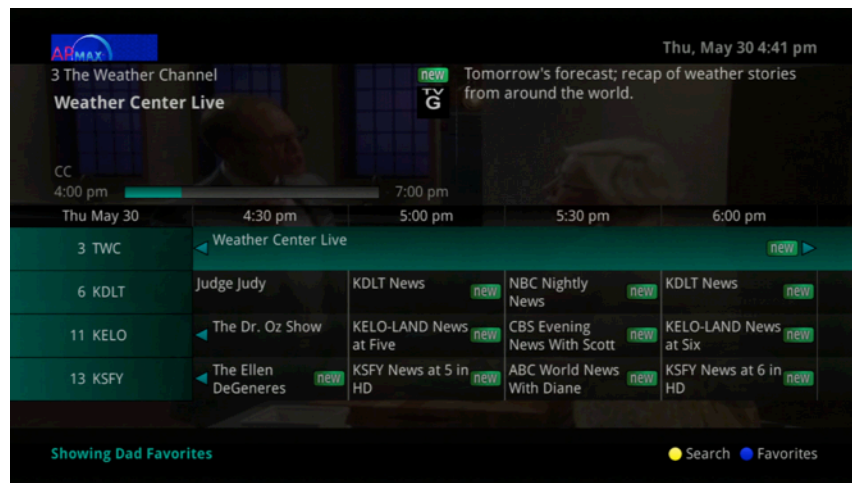 APMAX
Thu, May 30 4:41 pm
3 The Weather Channel
new
Tomorrow's forecast; recap of weather stories
from around the world.
Weather Center Live
TV
G
CC
4:00 pm
7:00 pm
Thu May 30
4:30 pm
5:00 pm
5:30 pm
6:00 pm
3 TWC
Weather Center Live
new
6 KDLT
Judge Judy
KDLT News
new
NBC Nightly
News
new
KDLT News
new
11 KELO
The Dr. Oz Show
KELO-LAND News
at Five
new
CBS Evening
News With Scott
new
KELO-LAND News
at Six
new
13 KSFY
The Ellen
DeGeneres
new
KSFY News at 5 in
HD
new
ABC World News
With Diane
new
KSFY News at 6 in
HD
new
Showing Dad Favorites
Search
Favorites